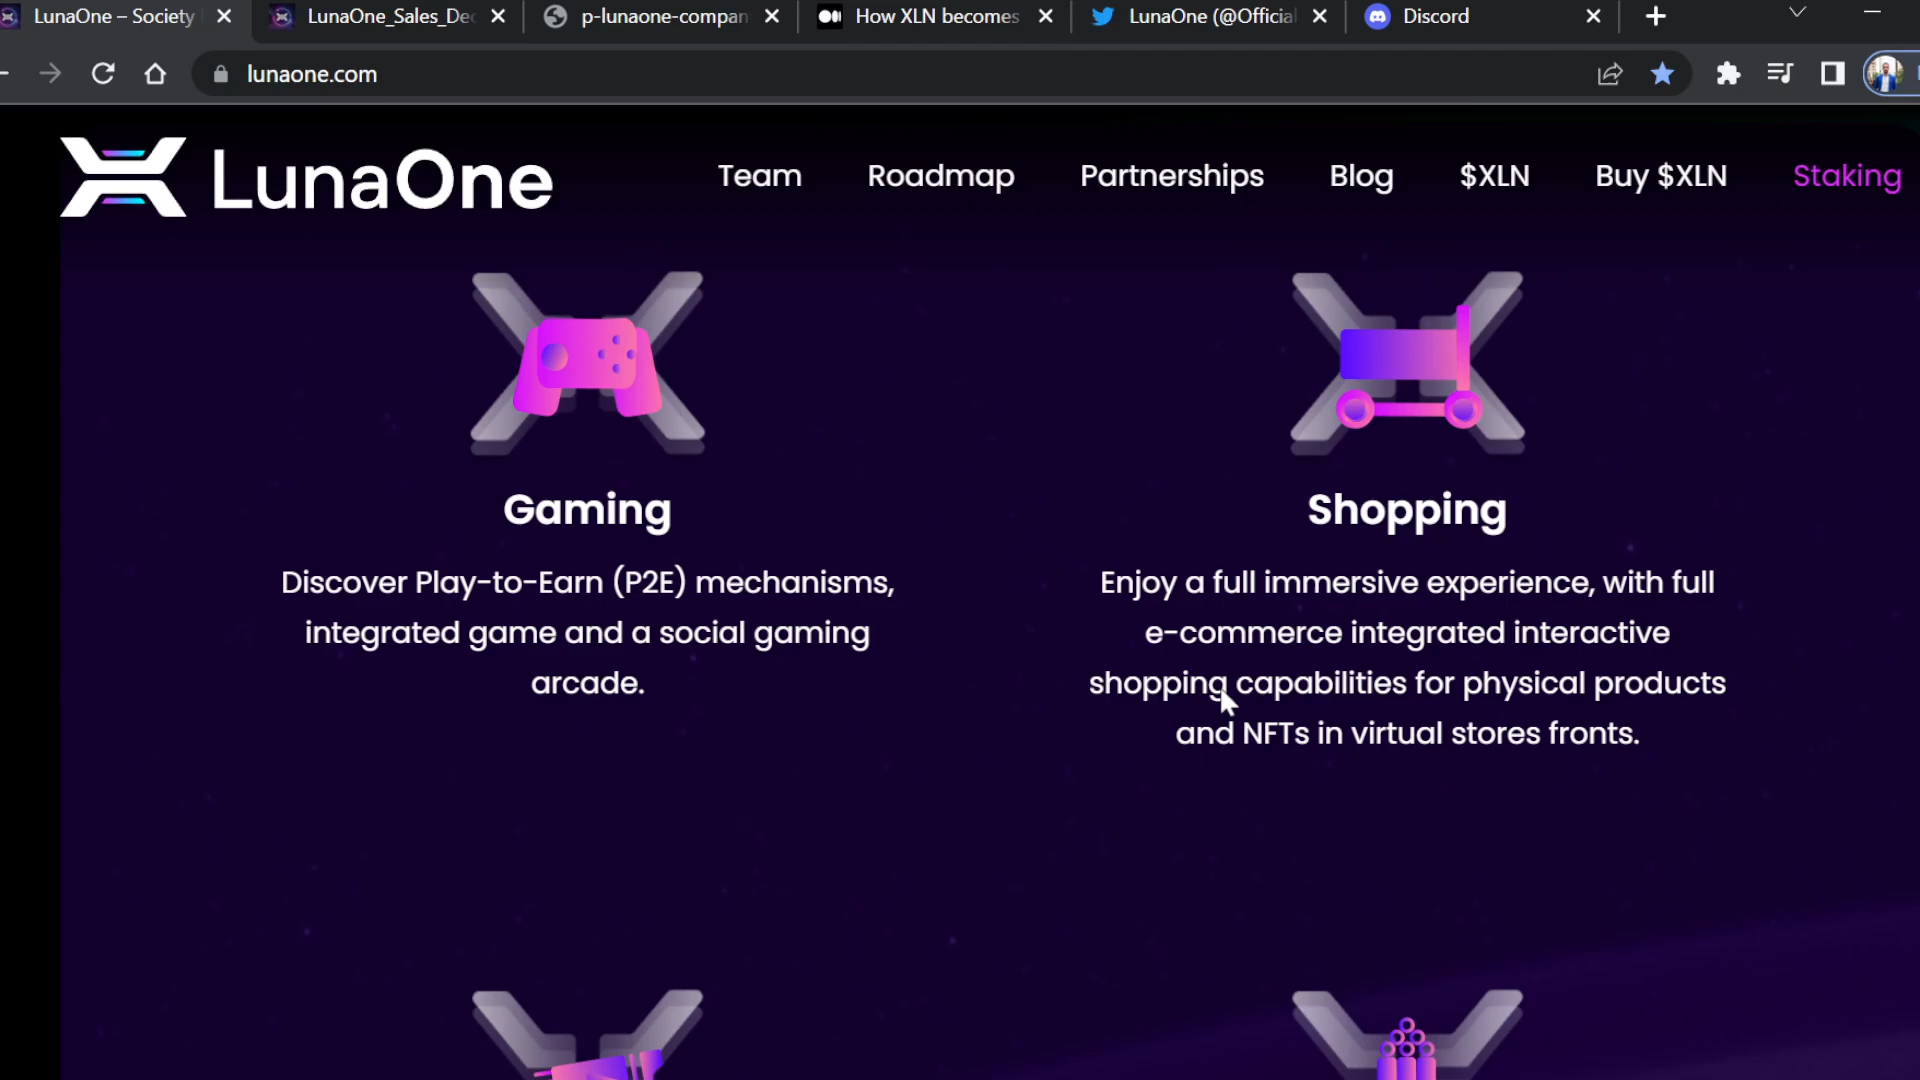 LunaOne – Society
LunaOne_Sales_Dec
p-lunaone-compan
How XLN becomes
LunaOne (@Official
Discord
lunaone.com
LunaOne
Team
Roadmap
Partnerships
Blog
$XLN
Buy $XLN
Staking
Gaming
Discover Play-to-Earn (P2E) mechanisms,
integrated game and a social gaming
arcade.
Shopping
Enjoy a full immersive experience, with full
e-commerce integrated interactive
shopping capabilities for physical products
and NFTs in virtual stores fronts.